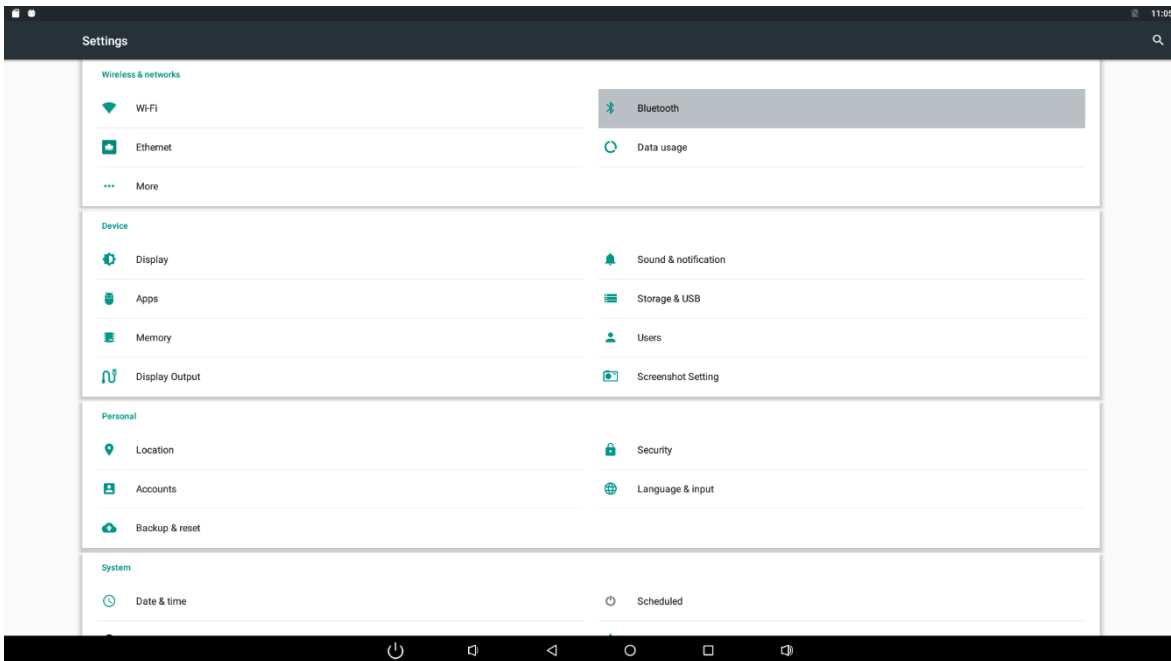 11:05
Settings
Wireless & networks
Wi-Fi
Bluetooth
Ethernet
Data usage
More
Device
Display
Sound & notification
Apps
Storage & USB
Memory
Users
Display Output
Screenshot Setting
Personal
Location
Security
Accounts
Language & input
Backup & reset
System
Date & time
Scheduled